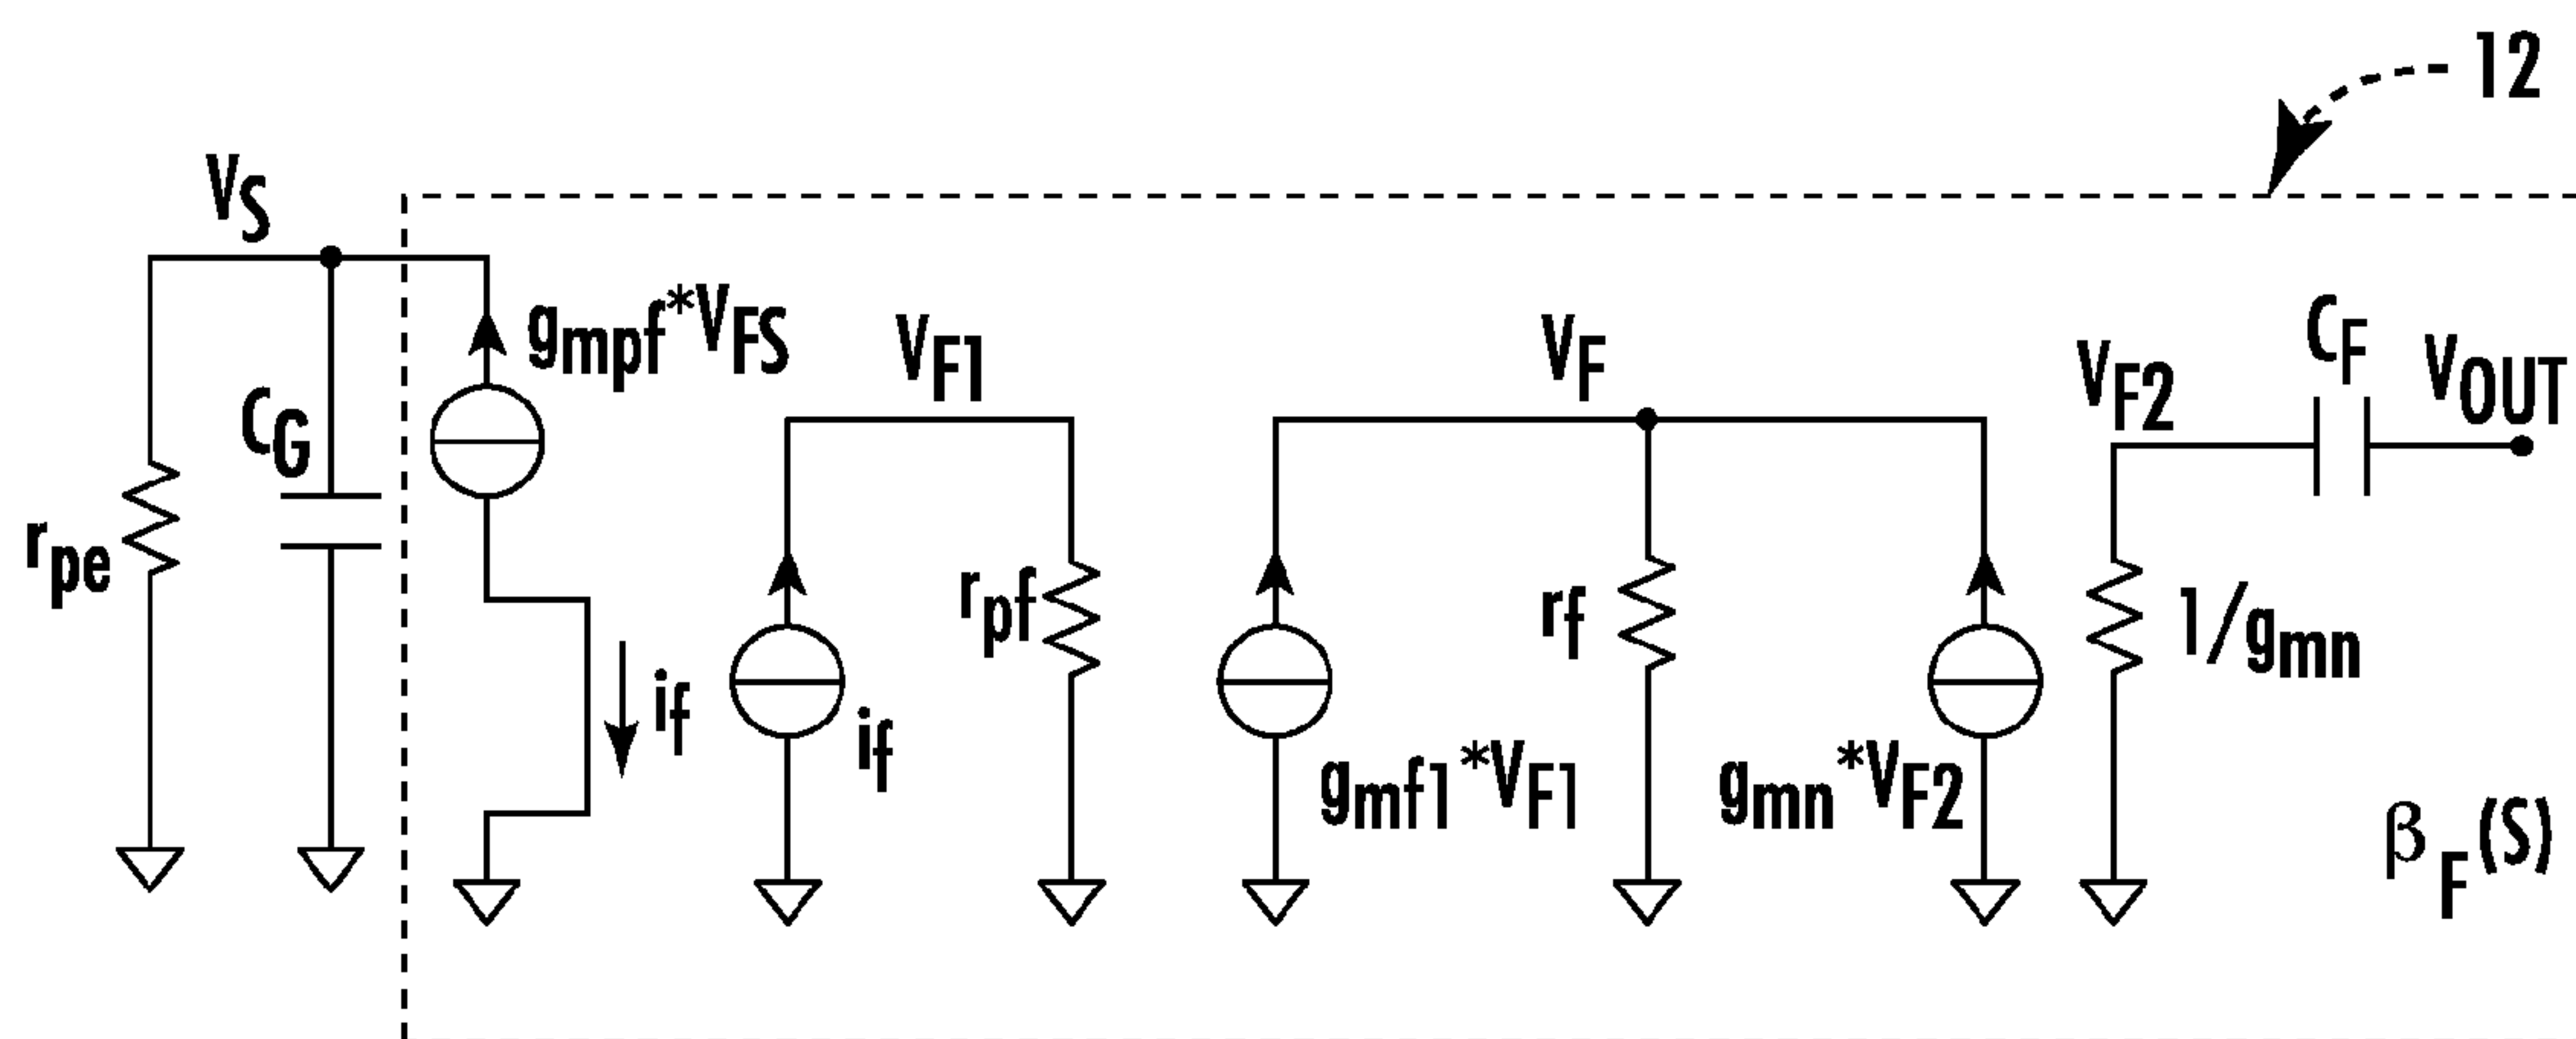 12
VS
gmpf*VFS
CG
rpe
if
VF1
if
rpf
VF
gmf1*VF1
rf
gmn*VF2
VF2
CF
VOUT
1/gmn
βF(S)